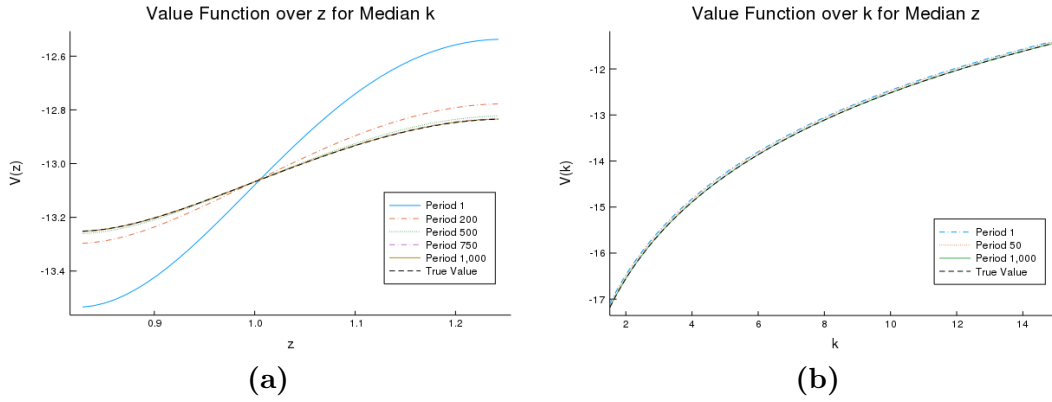 Value Function over z for Median k
V(z)
-12.6
-12.8
-13.0
-13.2
-13.4
0.9 1.0 1.1 1.2
z
Period 1
Period 200
Period 500
Period 750
Period 1,000
True Value
(a)
Value Function over k for Median z
V(k)
-12
-13
-14
-15
-16
-17
2 4 6 8 10 12 14
k
Period 1
Period 50
Period 1,000
True Value
(b)